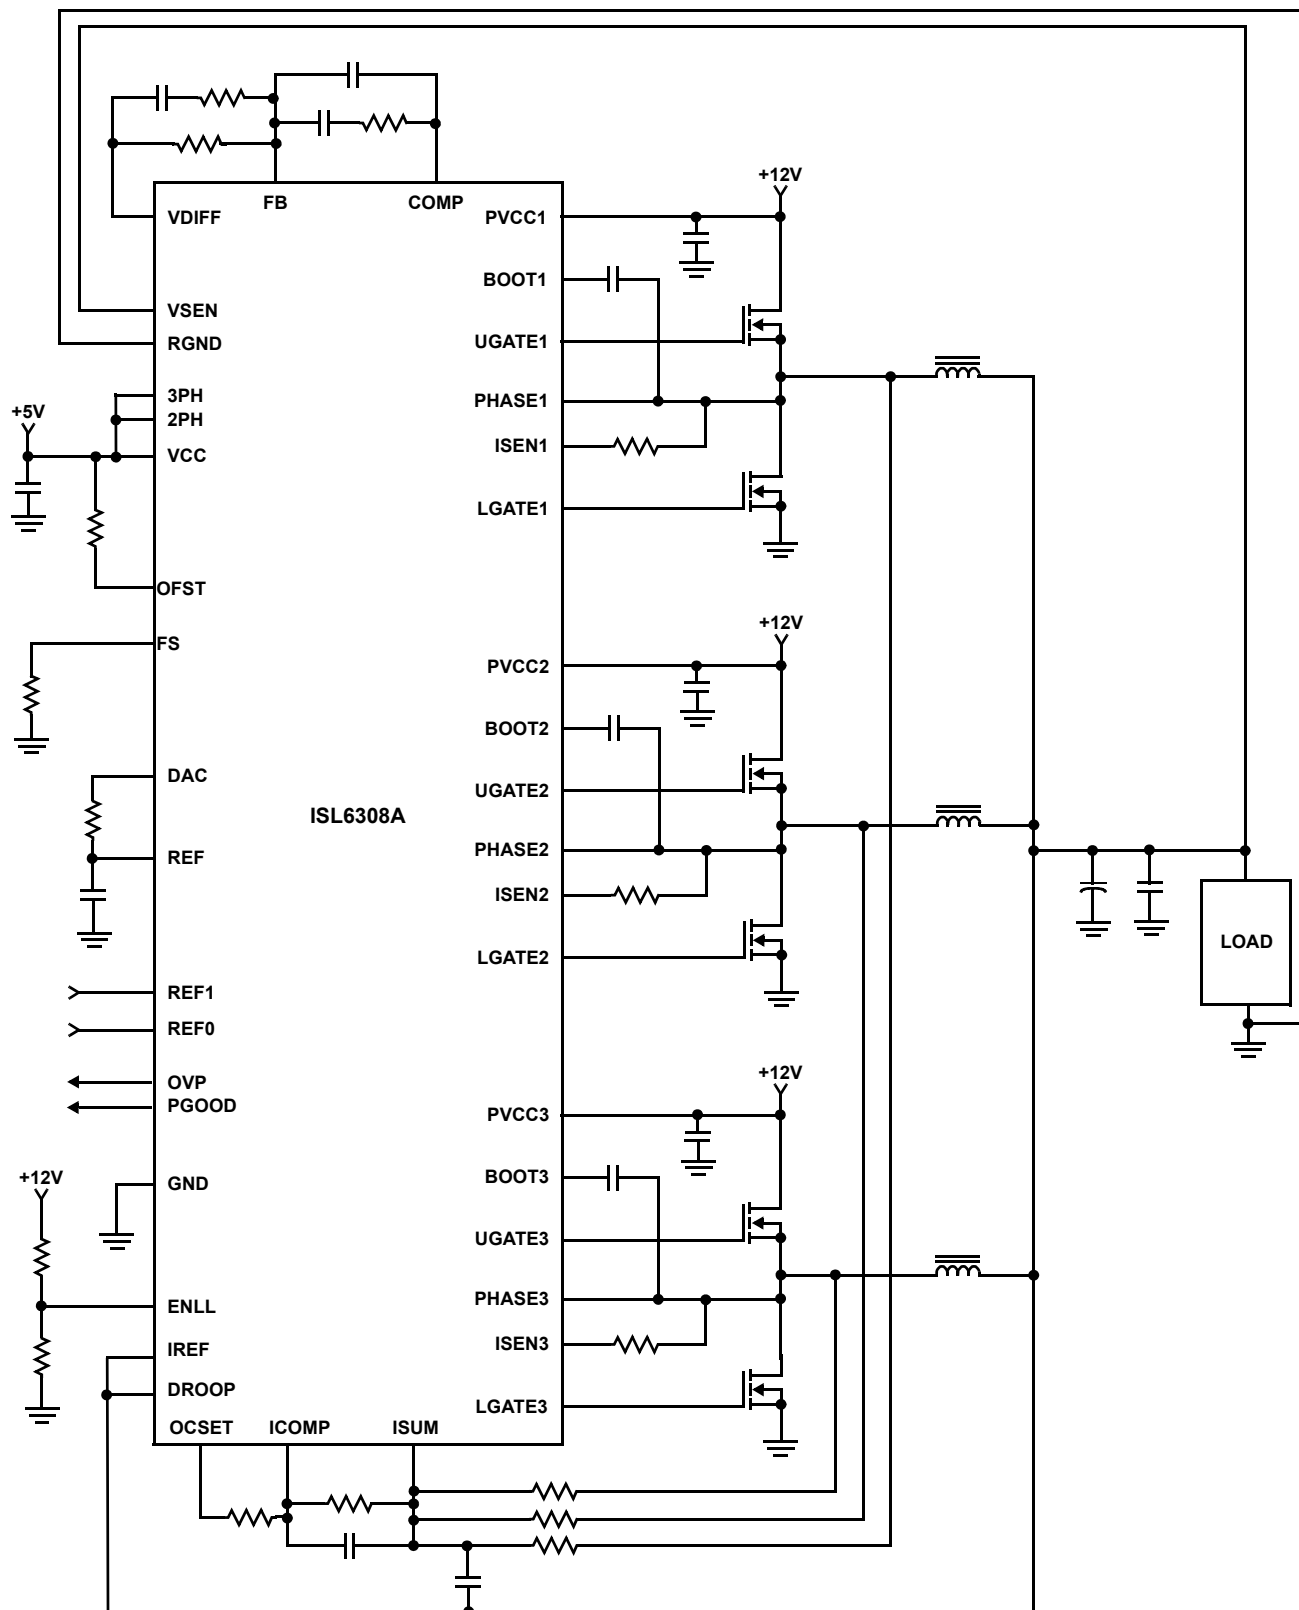 FB
COMP
VDIFF
VSEN
RGND
3PH
2PH
+5V
VCC
OFST
FS
DAC
REF
REF1
REF0
OVP
PGOOD
+12V
GND
ENLL
IREF
DROOP
OCSET
ICOMP
ISUM
ISL6308A
+12V
PVCC1
BOOT1
UGATE1
PHASE1
ISEN1
LGATE1
+12V
PVCC2
BOOT2
UGATE2
PHASE2
ISEN2
LGATE2
+12V
PVCC3
BOOT3
UGATE3
PHASE3
ISEN3
LGATE3
LOAD